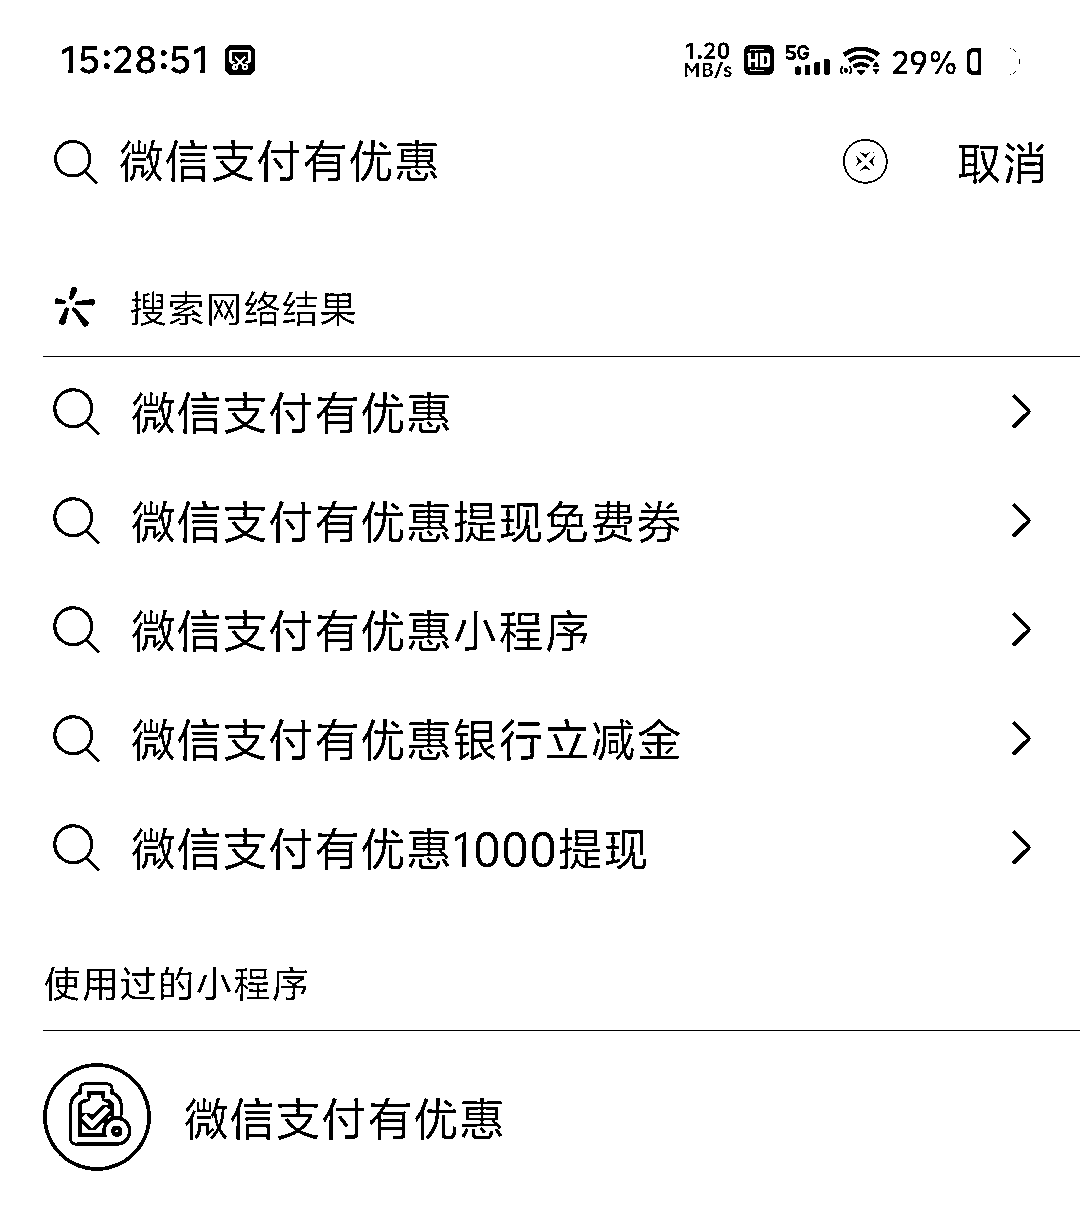 15:28:51 1.20 MB/s HD 5G 29%
微信支付有优惠 取消
搜索网络结果
微信支付有优惠
微信支付有优惠提现免费券
微信支付有优惠小程序
微信支付有优惠银行立减金
微信支付有优惠1000提现
使用过的小程序
微信支付有优惠